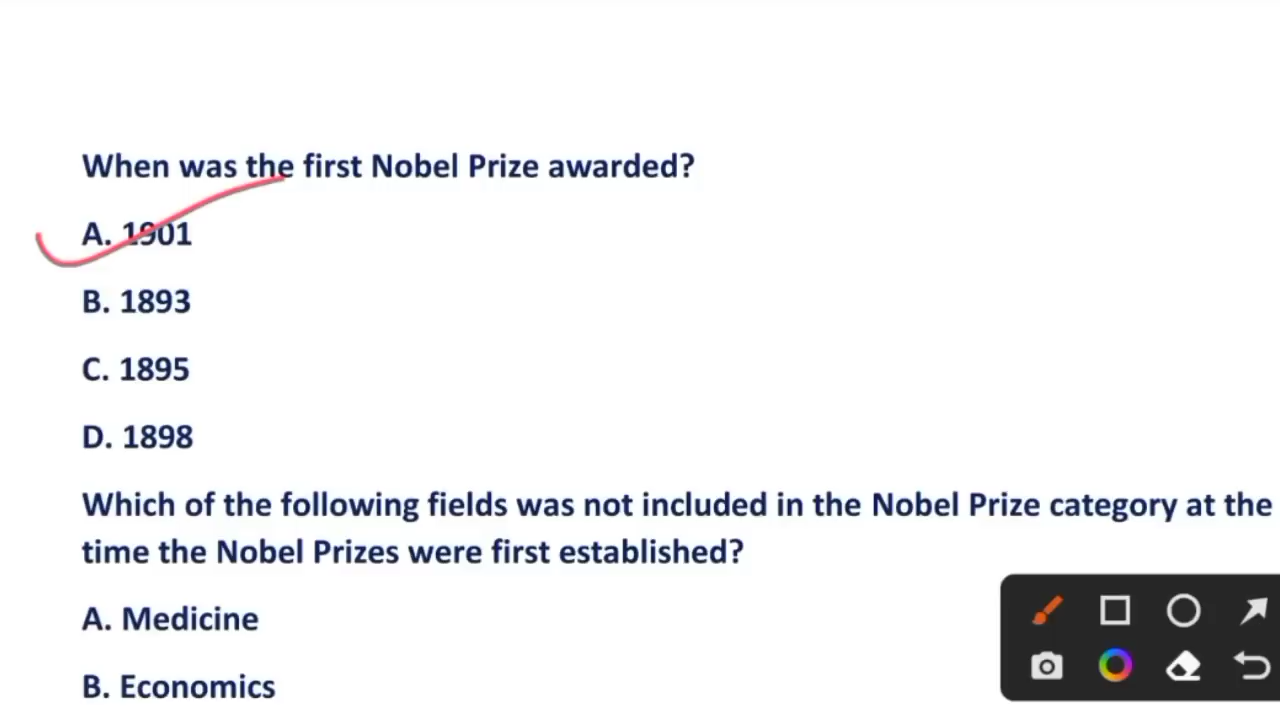 When was the first Nobel Prize awarded?
A. 1901
B. 1893
C. 1895
D. 1898
Which of the following fields was not included in the Nobel Prize category at the
time the Nobel Prizes were first established?
A. Medicine
B. Economics